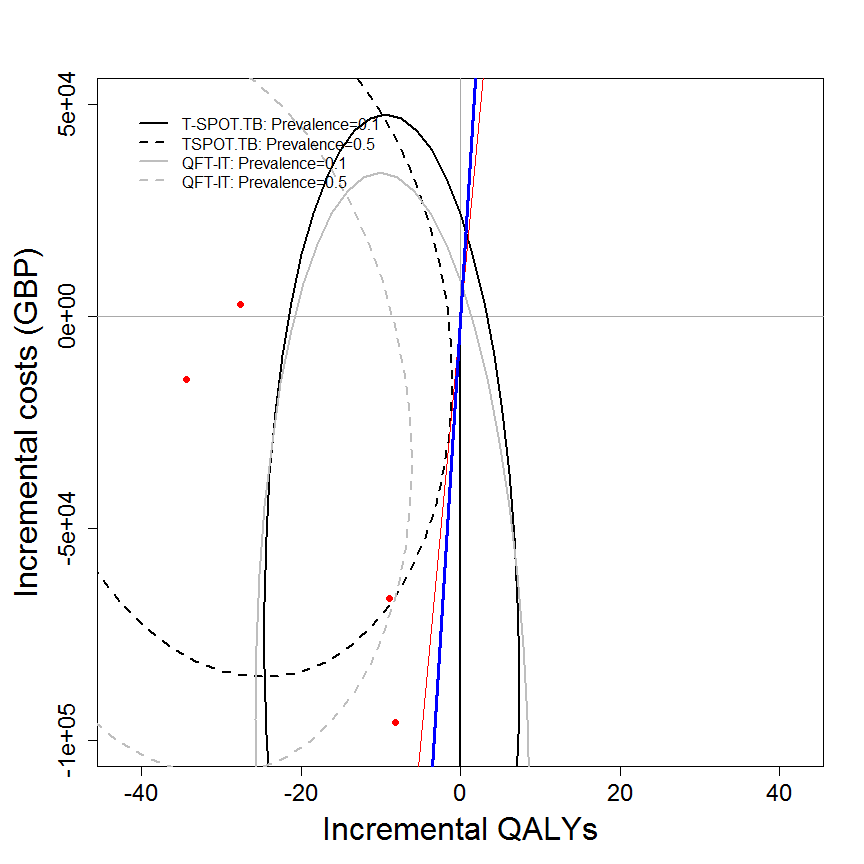 T-SPOT.TB: Prevalence=0.1
TSPOT.TB: Prevalence=0.5
QFT-IT: Prevalence=0.1
QFT-IT: Prevalence=0.5
Incremental costs (GBP)
5e+04
0e+00
-5e+04
-1e+05
-40 -20 0 20 40
Incremental QALYs